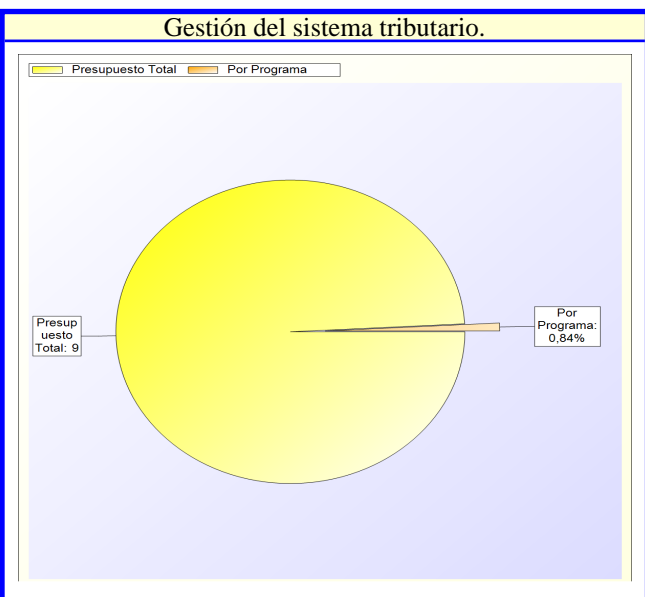 Gestión del sistema tributario.
Presupuesto Total Por Programa
Presup
uesto
Total: 9
Por
Programa:
0,84%